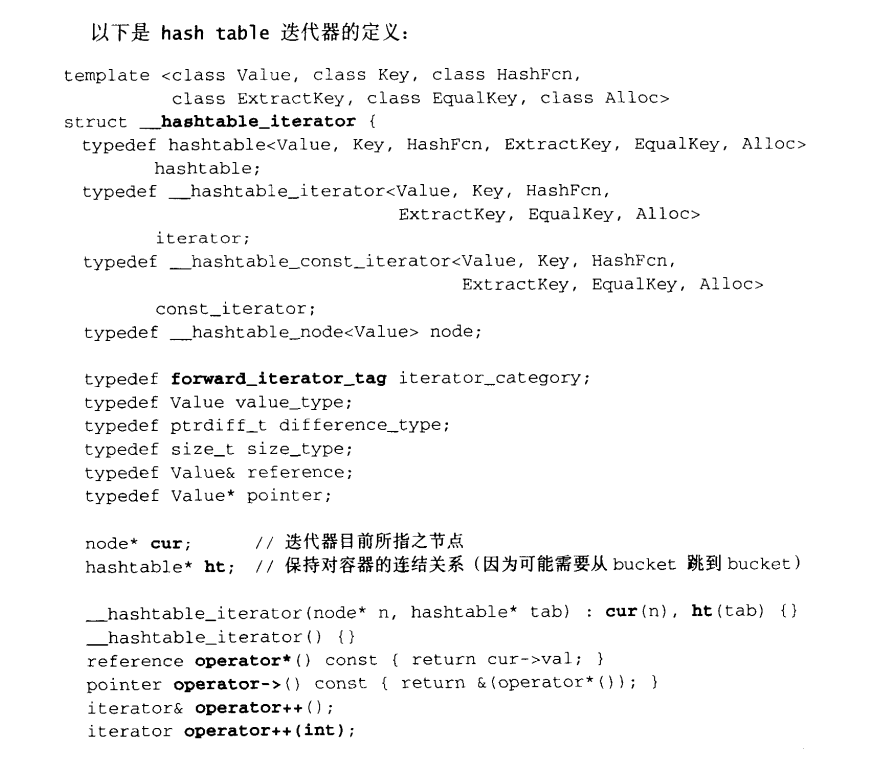 以下是 hash table 迭代器的定义：
template <class Value, class Key, class HashFcn,
class ExtractKey, class EqualKey, class Alloc>
struct __hashtable_iterator {
typedef hashtable<Value, Key, HashFcn, ExtractKey, EqualKey, Alloc>
hashtable;
typedef __hashtable_iterator<Value, Key, HashFcn,
ExtractKey, EqualKey, Alloc>
iterator;
typedef __hashtable_const_iterator<Value, Key, HashFcn,
ExtractKey, EqualKey, Alloc>
const_iterator;
typedef __hashtable_node<Value> node;
typedef forward_iterator_tag iterator_category;
typedef Value value_type;
typedef ptrdiff_t difference_type;
typedef size_t size_type;
typedef Value& reference;
typedef Value* pointer;
node* cur; // 迭代器目前所指之节点
hashtable* ht; // 保持对容器的连结关系（因为可能需要从 bucket 跳到 bucket）
__hashtable_iterator(node* n, hashtable* tab) : cur(n), ht(tab) {}
__hashtable_iterator() {}
reference operator*() const { return cur->val; }
pointer operator->() const { return &(operator*()); }
iterator& operator++();
iterator operator++(int);